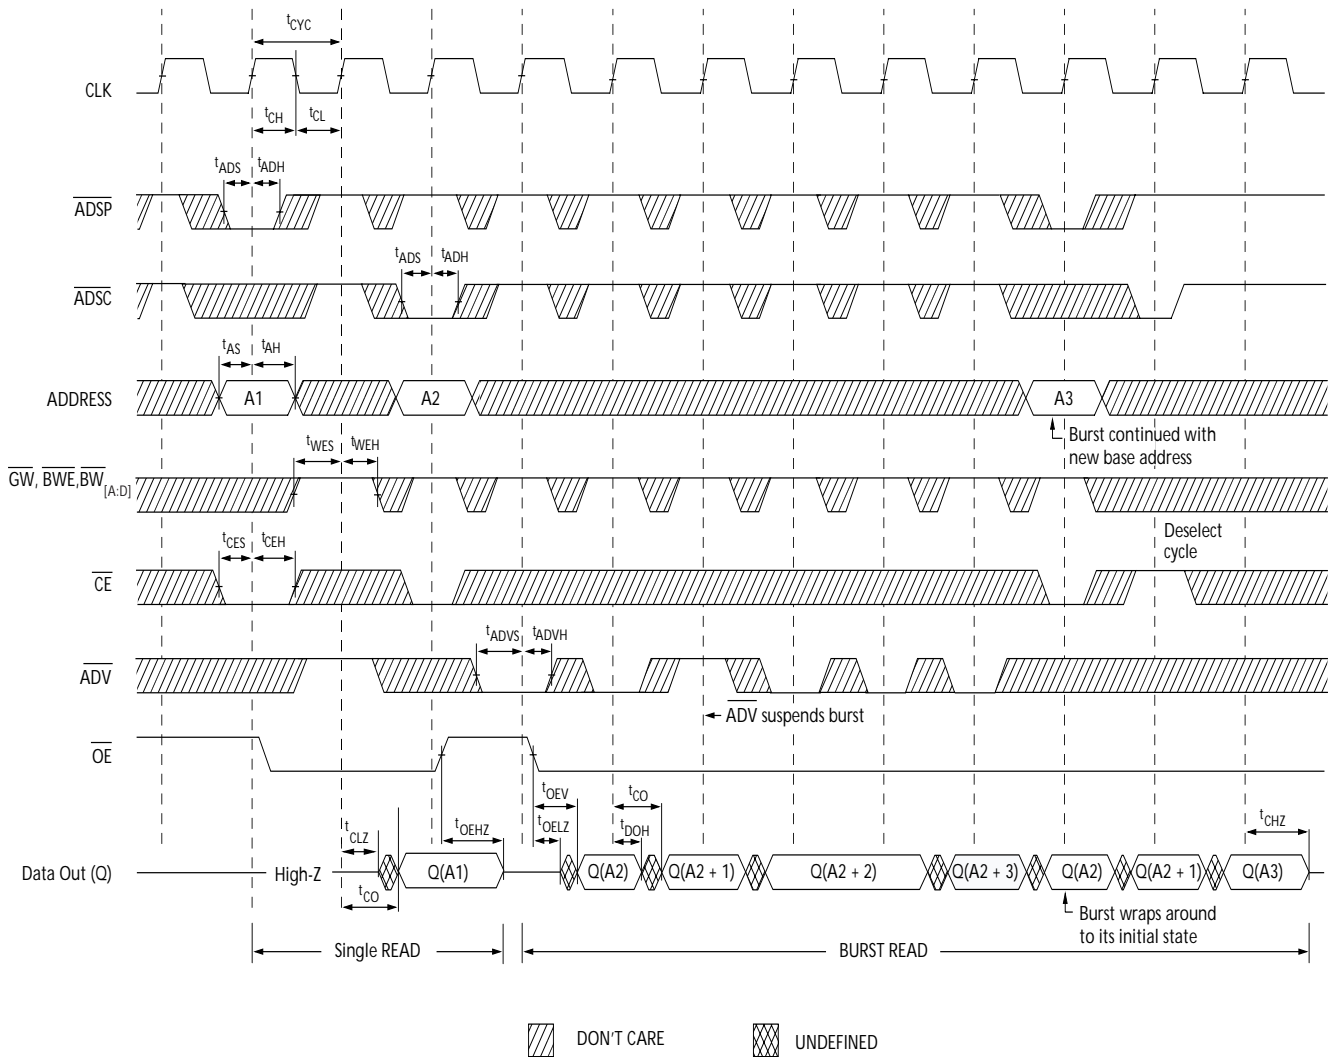 tCYC
CLK
tCH
tCL
tADS
tADH
ADSP
tADS
tADH
ADSC
tAS
tAH
ADDRESS
A1
A2
A3
Burst continued with
new base address
tWES
tWEH
GW, BWE,BW[A:D]
Deselect
cycle
tCES
tCEH
CE
tADVS
tADVH
ADV
ADV suspends burst
OE
tOEV
tCO
tCLZ
tOEHZ
tOELZ
tDOH
tCHZ
Data Out (Q)
High-Z
Q(A1)
Q(A2)
Q(A2 + 1)
Q(A2 + 2)
Q(A2 + 3)
Q(A2)
Q(A2 + 1)
Q(A3)
tCO
Burst wraps around
to its initial state
Single READ
BURST READ
DON'T CARE
UNDEFINED